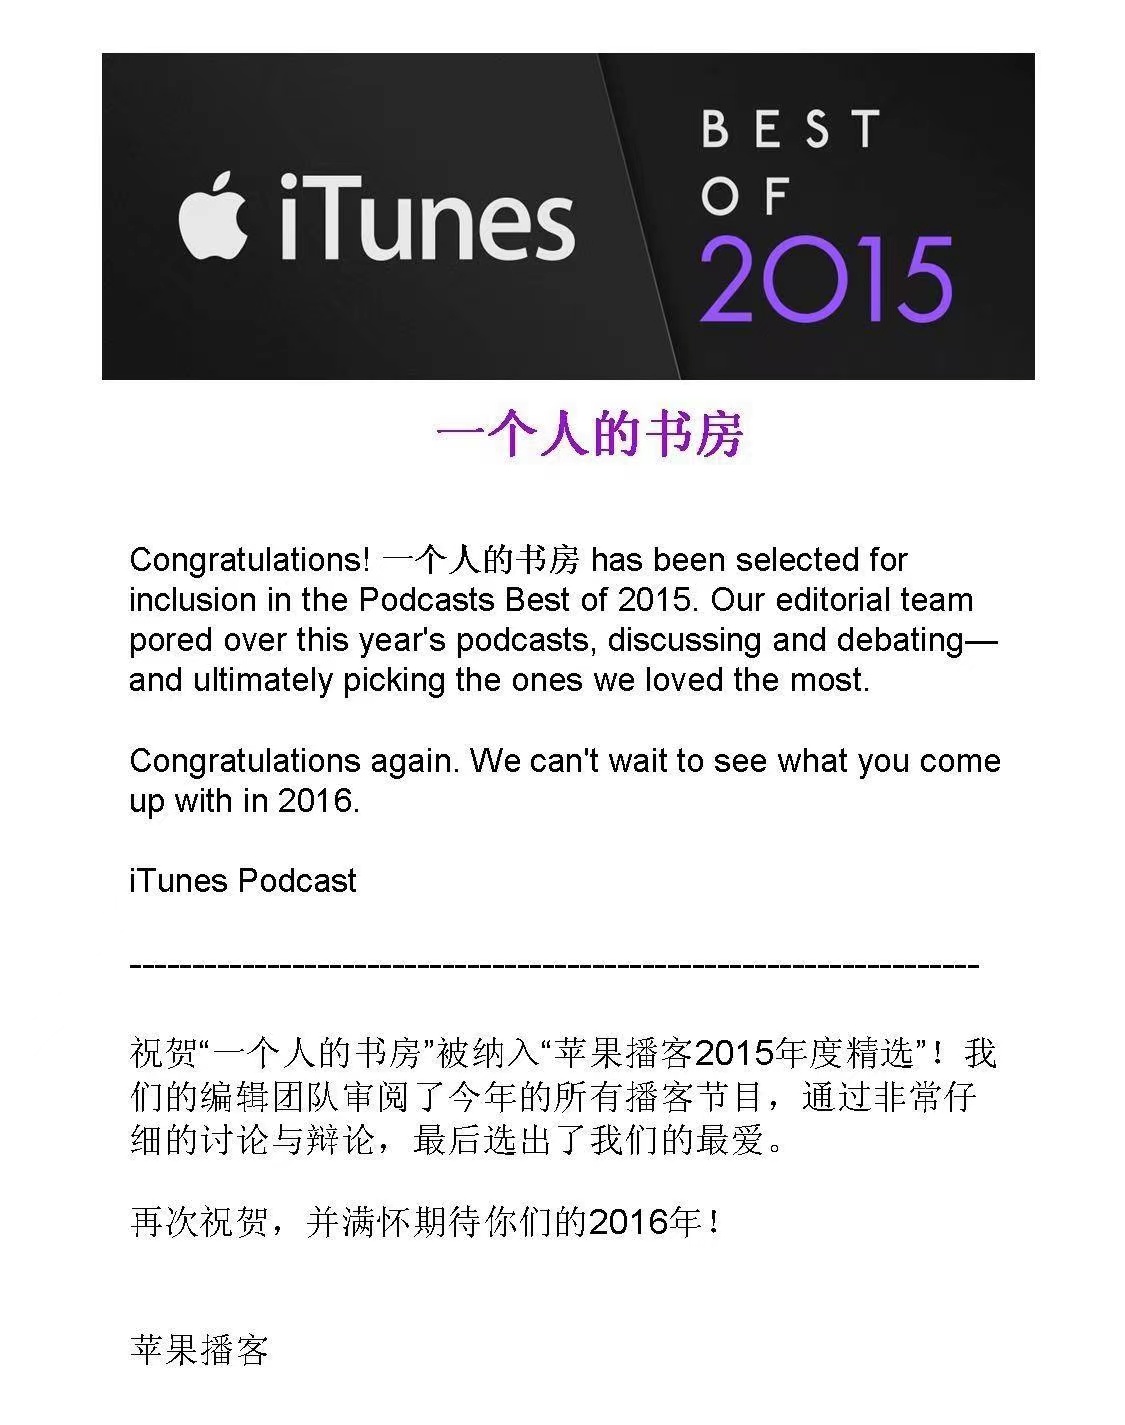 iTunes
BEST
OF
2015
一个人的书房
Congratulations! 一个人的书房 has been selected for
inclusion in the Podcasts Best of 2015. Our editorial team
pored over this year's podcasts, discussing and debating—
and ultimately picking the ones we loved the most.
Congratulations again. We can't wait to see what you come
up with in 2016.
iTunes Podcast
--------------------------------------------------------------------
祝贺“一个人的书房”被纳入“苹果播客2015年度精选”！我
们的编辑团队审阅了今年的所有播客节目，通过非常仔
细的讨论与辩论，最后选出了我们的最爱。
再次祝贺，并满怀期待你们的2016年！
苹果播客